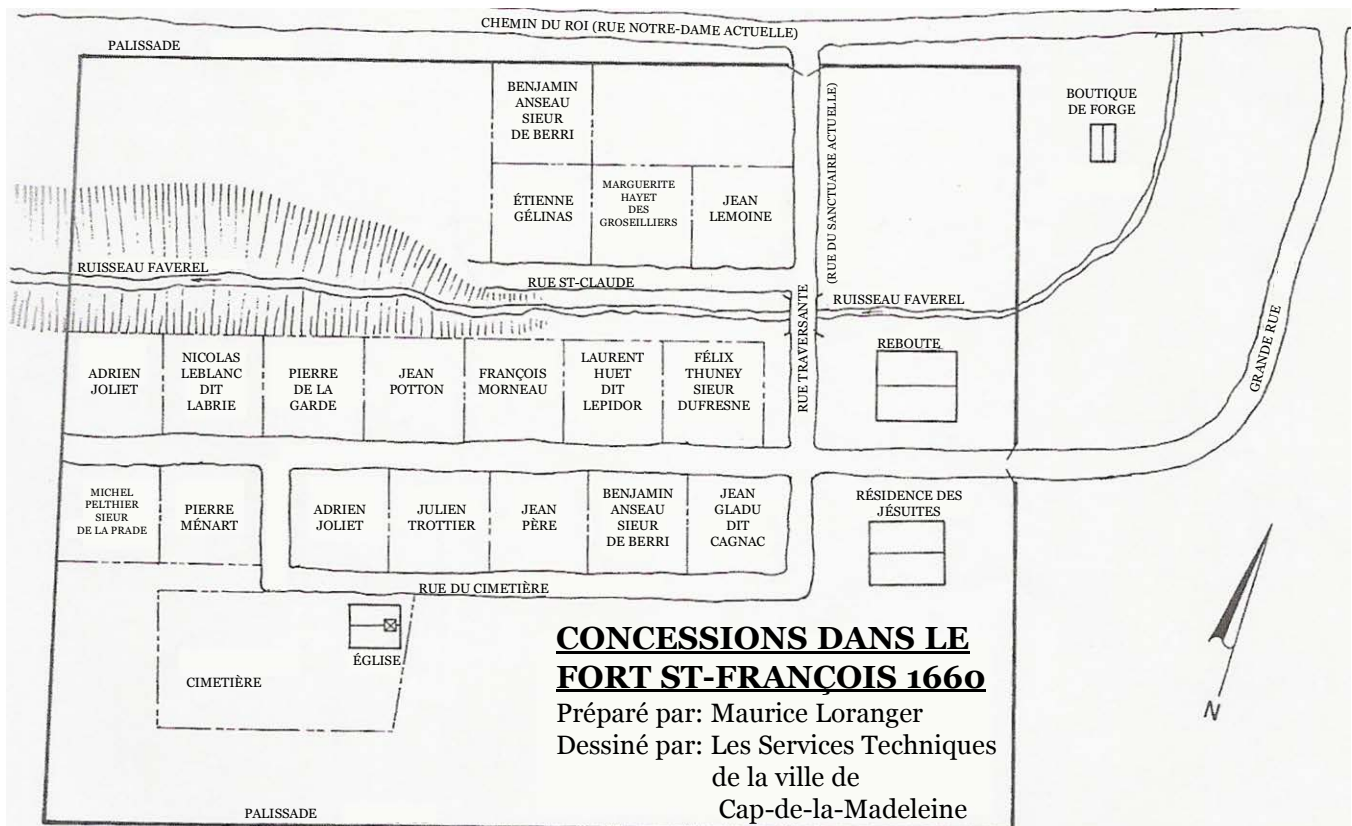 CHEMIN DU ROI (RUE NOTRE-DAME ACTUELLE)
PALISSADE
BENJAMIN
ANSEAU
SIEUR
DE BERRI
(RUE DU SANCTUAIRE ACTUELLE)
BOUTIQUE
DE FORGE
ÉTIENNE
GÉLINAS
MARGUERITE
HAYET
DES
GROSEILLIERS
JEAN
LEMOINE
RUISSEAU FAVEREL
RUE ST-CLAUDE
RUE TRAVERSANTE
RUISSEAU FAVEREL
GRANDE RUE
ADRIEN
JOLIET
NICOLAS
LEBLANC
DIT
LABRIE
PIERRE
DE LA
GARDE
JEAN
POTTON
FRANÇOIS
MORNEAU
LAURENT
HUET
DIT
LEPIDOR
FÉLIX
THUNEY
SIEUR
DUFRESNE
REBOUTE
MICHEL
PELTHIER
SIEUR
DE LA PRADE
PIERRE
MÉNART
ADRIEN
JOLIET
JULIEN
TROTTIER
JEAN
PÈRE
BENJAMIN
ANSEAU
SIEUR
DE BERRI
JEAN
GLADU
DIT
CAGNAC
RÉSIDENCE DES
JÉSUITES
RUE DU CIMETIÈRE
ÉGLISE
CIMETIÈRE
CONCESSIONS DANS LE
FORT ST-FRANÇOIS 1660
Préparé par: Maurice Loranger
Dessiné par: Les Services Techniques
de la ville de
Cap-de-la-Madeleine
N
PALISSADE